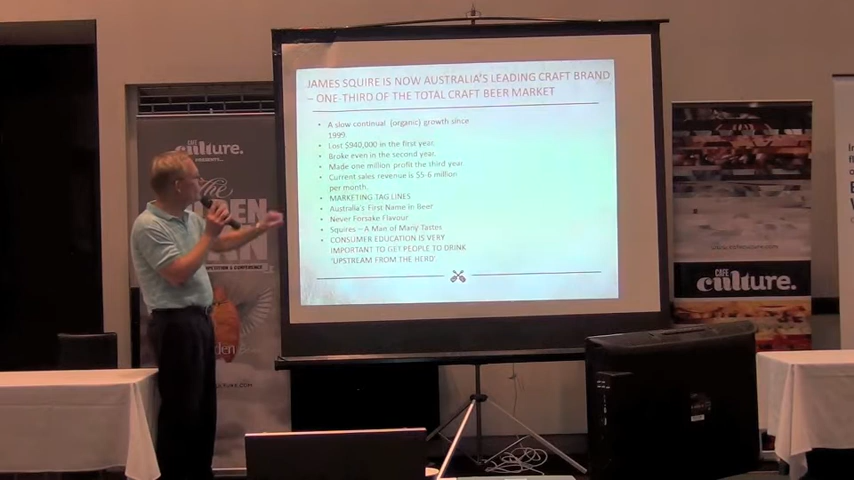 JAMES SQUIRE IS NOW AUSTRALIA'S LEADING CRAFT BRAND
– ONE-THIRD OF THE TOTAL CRAFT BEER MARKET
• A slow continual (organic) growth since
1999.
• Lost $940,000 in the first year.
• Broke even in the second year.
• Made one million profit the third year
• Current sales revenue is $5-6 million
per month.
• MARKETING TAG LINES
• Australia's First Name in Beer
• Never Forsake Flavour
• Squires – A Man of Many Tastes
• CONSUMER EDUCATION IS VERY
IMPORTANT TO GET PEOPLE TO DRINK
'UPSTREAM FROM THE HERD'
CAFE
culture.
PRESENTS...
The
CAFE
culture.